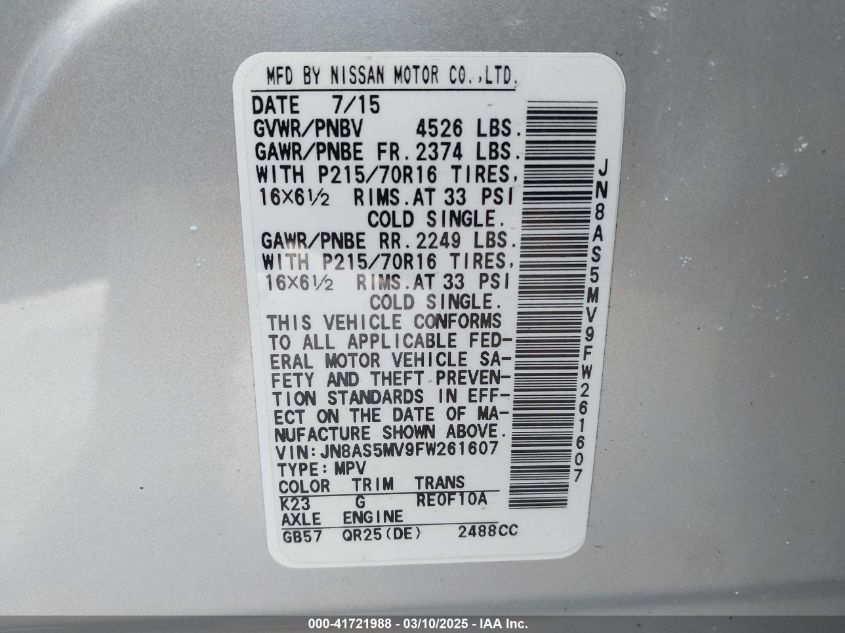 MFD BY NISSAN MOTOR CO.,LTD.
DATE 7/15
GVWR/PNBV 4526 LBS.
GAWR/PNBE FR. 2374 LBS.
WITH P215/70R16 TIRES,
16×6½ RIMS. AT 33 PSI
COLD SINGLE.
GAWR/PNBE RR. 2249 LBS.
WITH P215/70R16 TIRES,
16×6½ RIMS. AT 33 PSI
COLD SINGLE.
THIS VEHICLE CONFORMS
TO ALL APPLICABLE FED-
ERAL MOTOR VEHICLE SA-
FETY AND THEFT PREVEN-
TION STANDARDS IN EFF-
ECT ON THE DATE OF MA-
NUFACTURE SHOWN ABOVE.
VIN: JN8AS5MV9FW261607
TYPE: MPV
COLOR TRIM TRANS
K23 G RE0F10A
AXLE ENGINE
GB57 QR25(DE) 2488CC
JN8AS5MV9FW261607
000-41721988 - 03/10/2025 - IAA Inc.